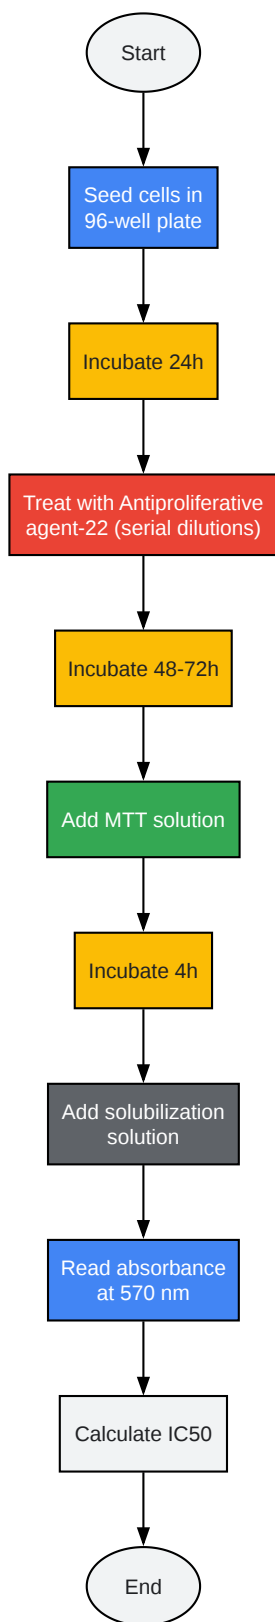 Start
Seed cells in
96-well plate
Incubate 24h
Treat with Antiproliferative
agent-22 (serial dilutions)
Incubate 48-72h
Add MTT solution
Incubate 4h
Add solubilization
solution
Read absorbance
at 570 nm
Calculate IC50
End